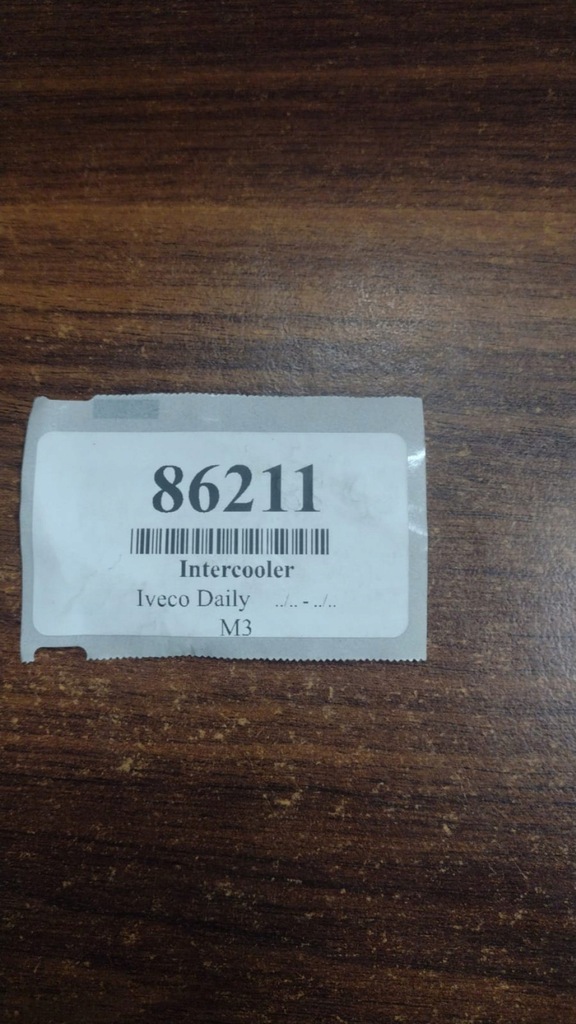 86211
Intercooler
Iveco Daily ../.. - ../..
M3